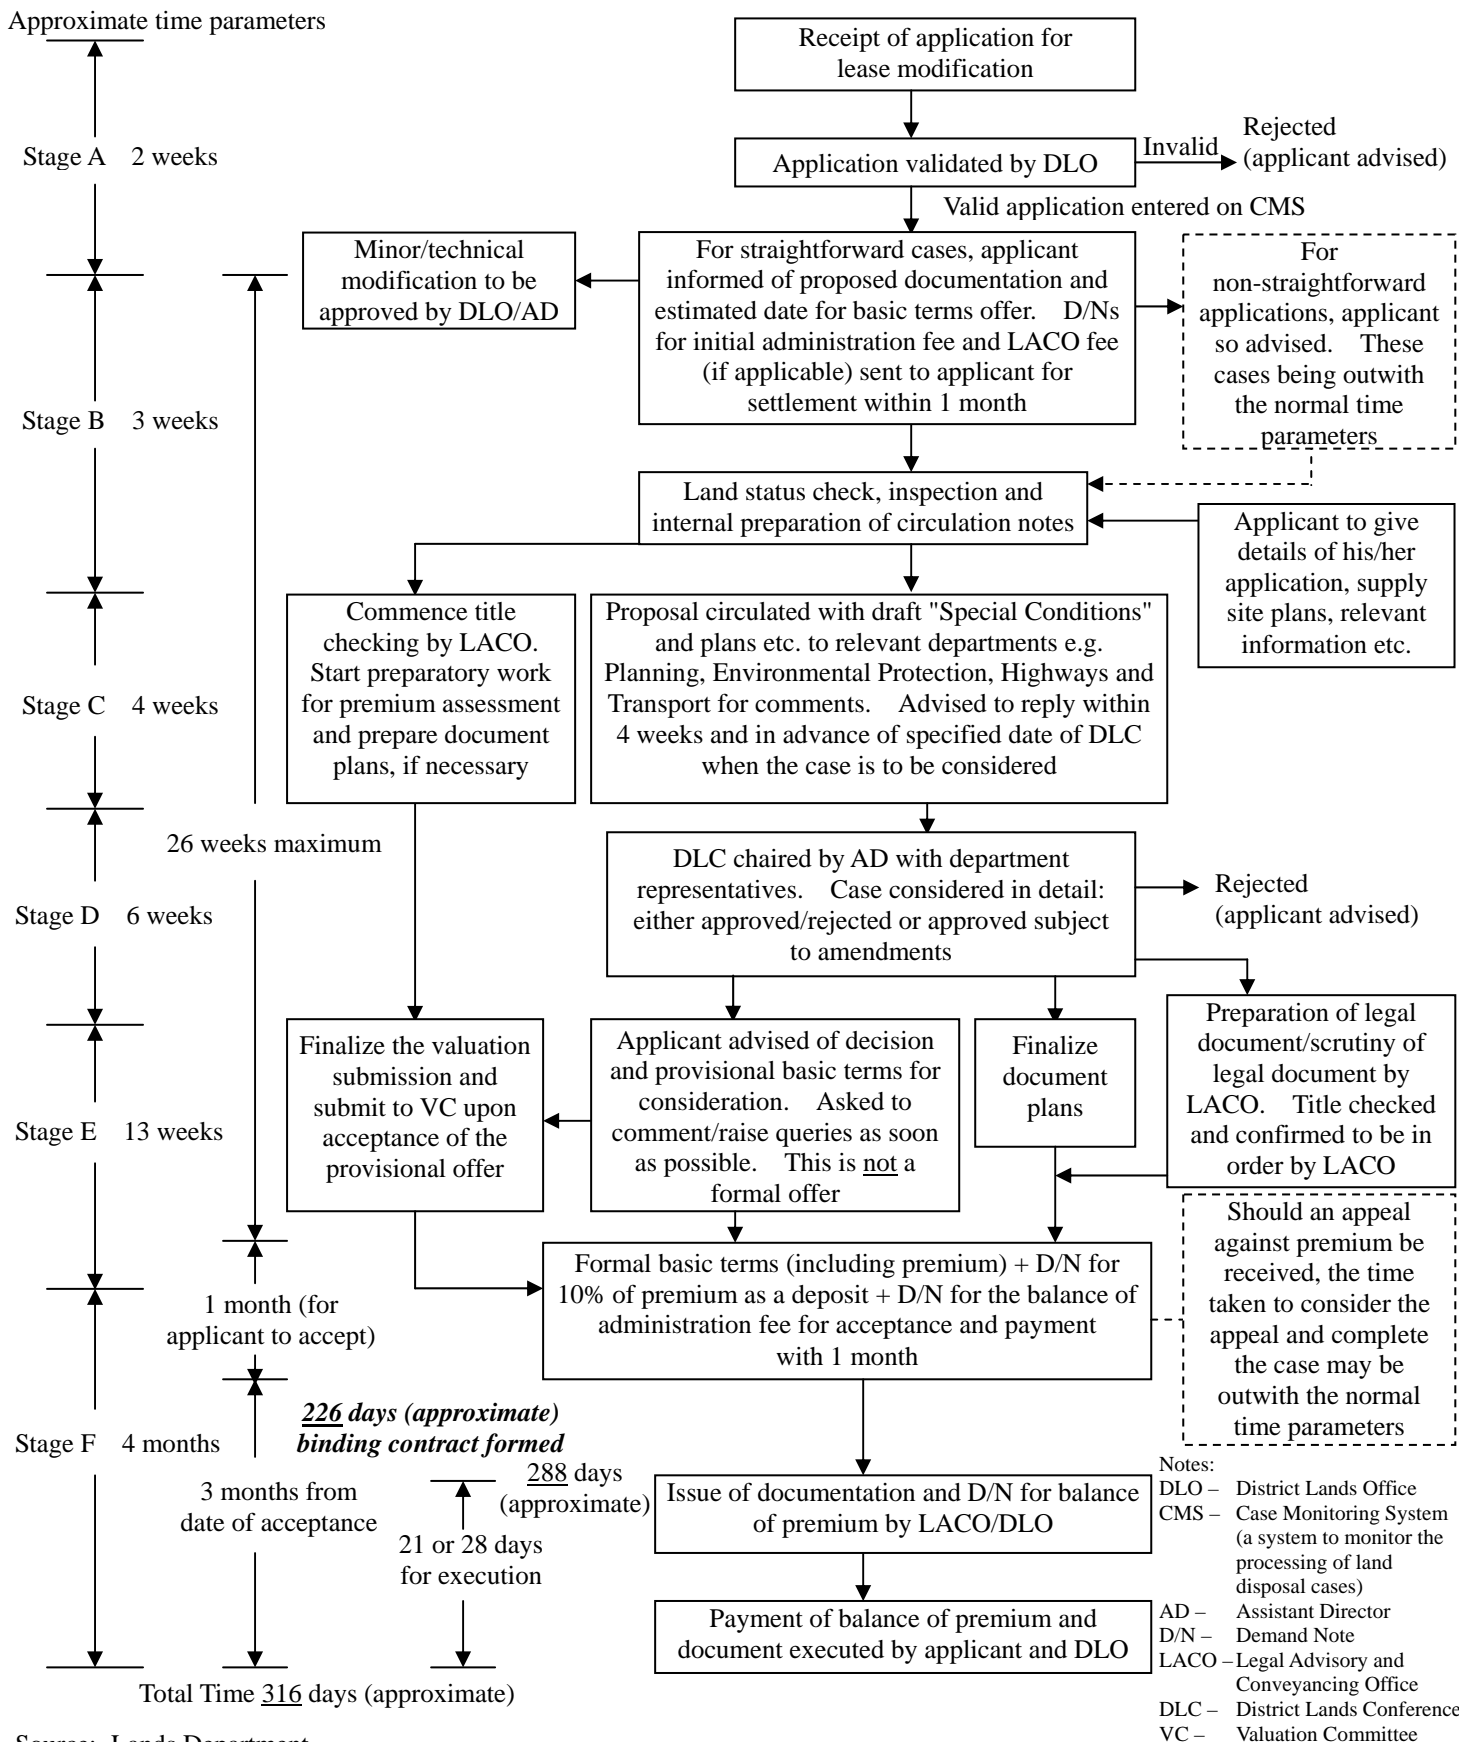 Approximate time parameters
Receipt of application for
lease modification
Stage A 2 weeks
Application validated by DLO
Invalid
Rejected
(applicant advised)
Valid application entered on CMS
Minor/technical
modification to be
approved by DLO/AD
For straightforward cases, applicant
informed of proposed documentation and
estimated date for basic terms offer. D/Ns
for initial administration fee and LACO fee
(if applicable) sent to applicant for
settlement within 1 month
For
non-straightforward
applications, applicant
so advised. These
cases being outwith
the normal time
parameters
Stage B 3 weeks
Land status check, inspection and
internal preparation of circulation notes
Applicant to give
details of his/her
application, supply
site plans, relevant
information etc.
Stage C 4 weeks
Commence title
checking by LACO.
Start preparatory work
for premium assessment
and prepare document
plans, if necessary
Proposal circulated with draft "Special Conditions"
and plans etc. to relevant departments e.g.
Planning, Environmental Protection, Highways and
Transport for comments. Advised to reply within
4 weeks and in advance of specified date of DLC
when the case is to be considered
26 weeks maximum
Stage D 6 weeks
DLC chaired by AD with department
representatives. Case considered in detail:
either approved/rejected or approved subject
to amendments
Rejected
(applicant advised)
Stage E 13 weeks
Finalize the valuation
submission and
submit to VC upon
acceptance of the
provisional offer
Applicant advised of decision
and provisional basic terms for
consideration. Asked to
comment/raise queries as soon
as possible. This is not a
formal offer
Finalize
document
plans
Preparation of legal
document/scrutiny of
legal document by
LACO. Title checked
and confirmed to be in
order by LACO
1 month (for
applicant to accept)
Formal basic terms (including premium) + D/N for
10% of premium as a deposit + D/N for the balance of
administration fee for acceptance and payment
with 1 month
Should an appeal
against premium be
received, the time
taken to consider the
appeal and complete
the case may be
outwith the normal
time parameters
Stage F 4 months
226 days (approximate)
binding contract formed
3 months from
date of acceptance
288 days
(approximate)
21 or 28 days
for execution
Issue of documentation and D/N for balance
of premium by LACO/DLO
Payment of balance of premium and
document executed by applicant and DLO
Total Time 316 days (approximate)
Notes:
DLO – District Lands Office
CMS – Case Monitoring System
(a system to monitor the
processing of land
disposal cases)
AD – Assistant Director
D/N – Demand Note
LACO – Legal Advisory and
Conveyancing Office
DLC – District Lands Conference
VC – Valuation Committee
Source: Lands Department